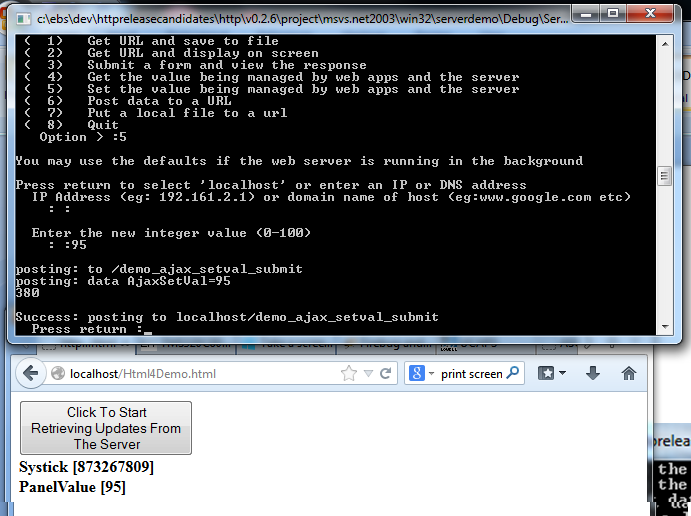 c:\ebs\dev\httpreleasecandidates\http\v0.2.6\project\msvs.net2003\win32\serverdemo\Debug\Ser...
( 1) Get URL and save to file
( 2) Get URL and display on screen
( 3) Submit a form and view the response
( 4) Get the value being managed by web apps and the server
( 5) Set the value being managed by web apps and the server
( 6) Post data to a URL
( 7) Put a local file to a url
( 8) Quit
Option > :5
You may use the defaults if the web server is running in the background
Press return to select 'localhost' or enter an IP or DNS address
IP Address (eg: 192.161.2.1) or domain name of host (eg:www.google.com etc)
: :
Enter the new integer value (0-100)
: :95
posting: to /demo_ajax_setval_submit
posting: data AjaxSetVal=95
380
Success: posting to localhost/demo_ajax_setval_submit
Press return :_
localhost/Html4Demo.html
8
print screen
Click To Start
Retrieving Updates From
The Server
Systick [873267809]
PanelValue [95]
the
the